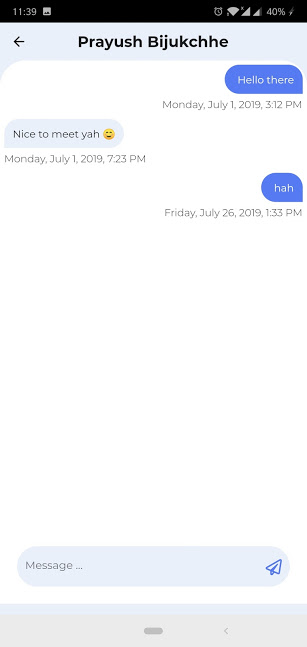 11:39 40%
Prayush Bijukchhe
Hello there
Monday, July 1, 2019, 3:12 PM
Nice to meet yah 😄
Monday, July 1, 2019, 7:23 PM
hah
Friday, July 26, 2019, 1:33 PM
Message ...